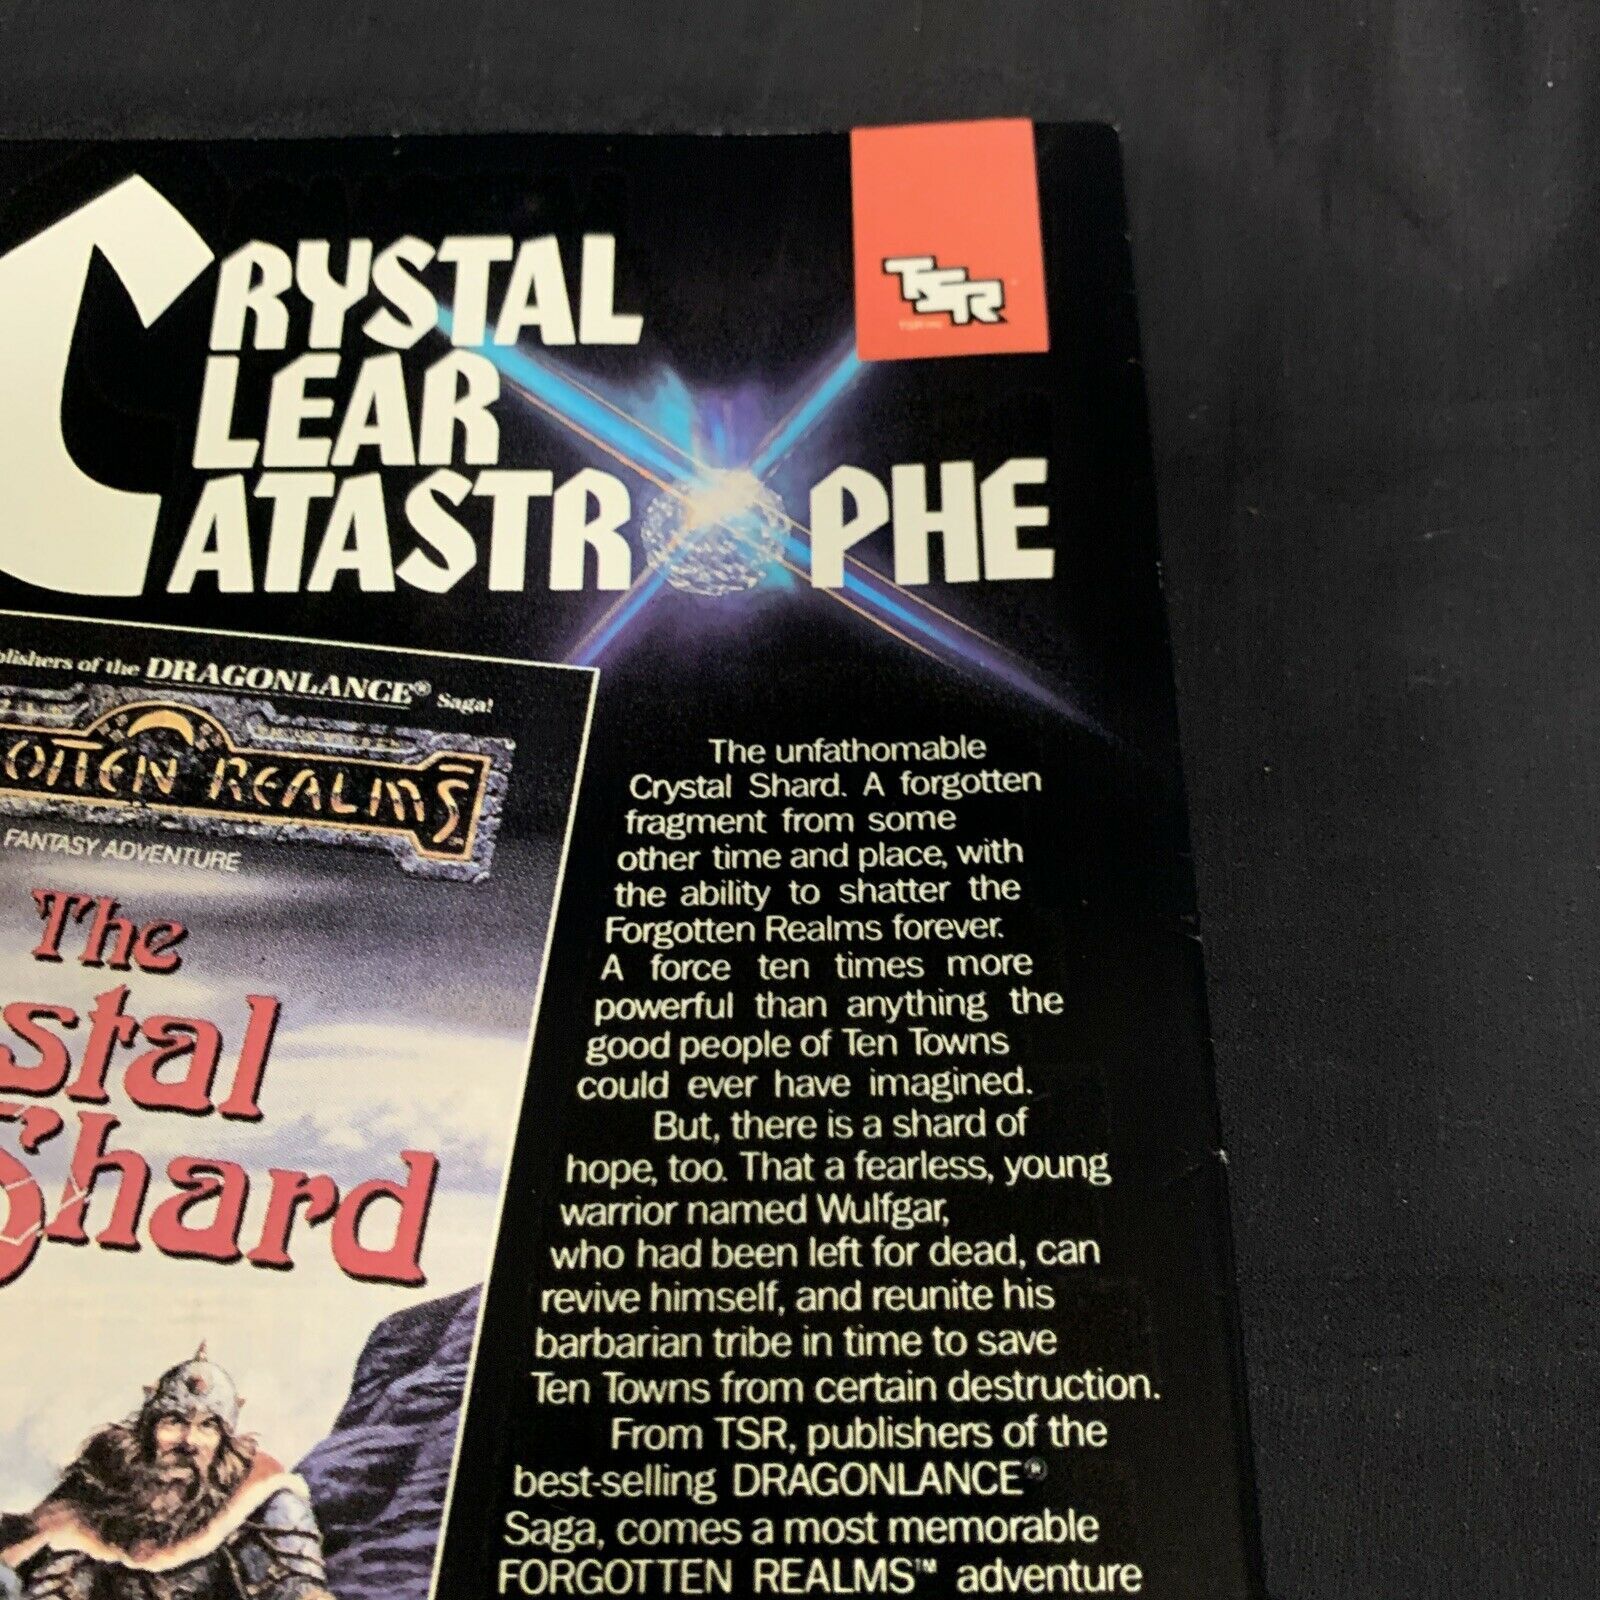 CRYSTAL
LEAR
ATASTROPHE
TSR
blishers of the DRAGONLANCE® Saga!
OTTEN REALMS™
FANTASY ADVENTURE
The
ystal
Shard
The unfathomable
Crystal Shard. A forgotten
fragment from some
other time and place, with
the ability to shatter the
Forgotten Realms forever.
A force ten times more
powerful than anything the
good people of Ten Towns
could ever have imagined.
But, there is a shard of
hope, too. That a fearless, young
warrior named Wulfgar,
who had been left for dead, can
revive himself, and reunite his
barbarian tribe in time to save
Ten Towns from certain destruction.
From TSR, publishers of the
best-selling DRAGONLANCE®
Saga, comes a most memorable
FORGOTTEN REALMS™ adventure